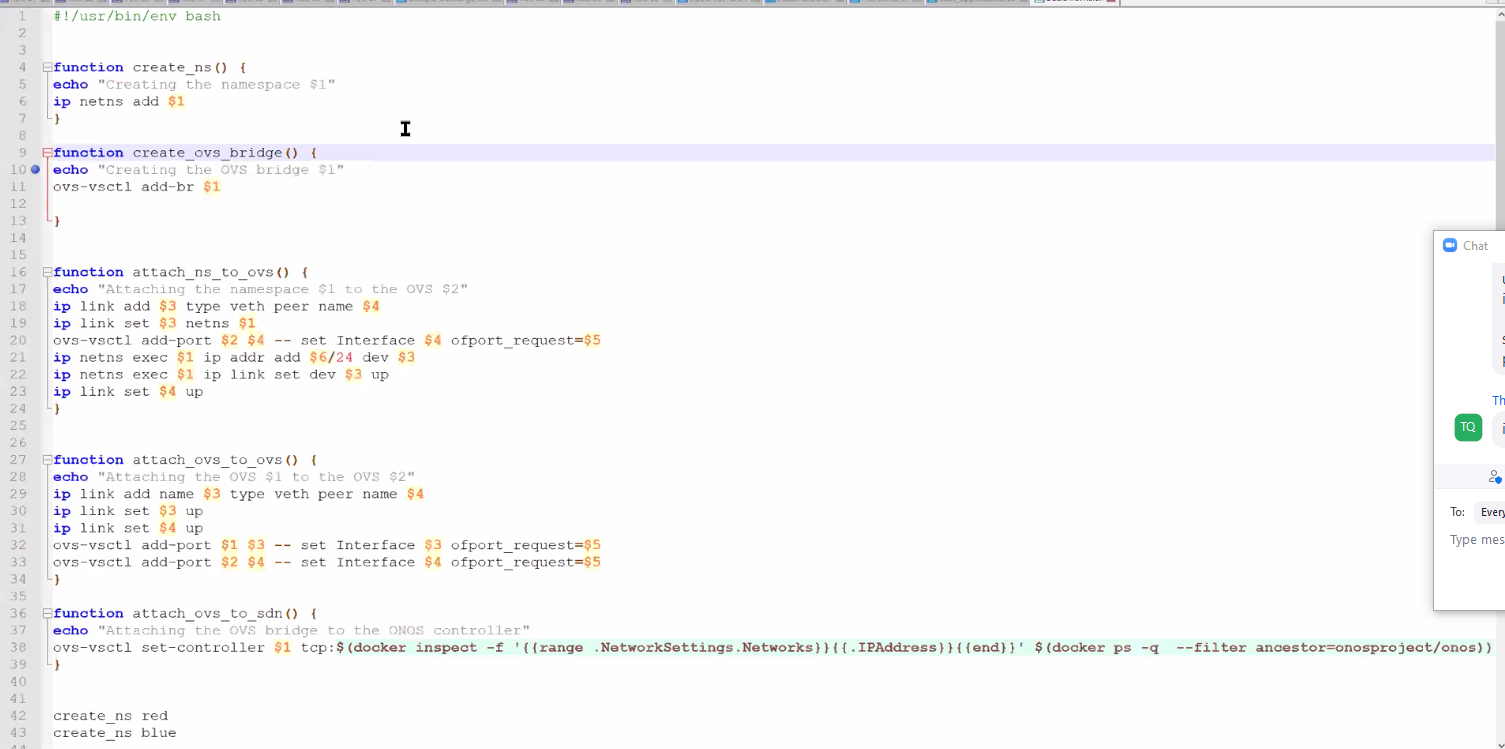 1 #!/usr/bin/env bash
2
3
4 function create_ns() {
5 echo "Creating the namespace $1"
6 ip netns add $1
7 }
8
9 function create_ovs_bridge() {
10 echo "Creating the OVS bridge $1"
11 ovs-vsctl add-br $1
12
13 }
14
15
16 function attach_ns_to_ovs() {
17 echo "Attaching the namespace $1 to the OVS $2"
18 ip link add $3 type veth peer name $4
19 ip link set $3 netns $1
20 ovs-vsctl add-port $2 $4 -- set Interface $4 ofport_request=$5
21 ip netns exec $1 ip addr add $6/24 dev $3
22 ip netns exec $1 ip link set dev $3 up
23 ip link set $4 up
24 }
25
26
27 function attach_ovs_to_ovs() {
28 echo "Attaching the OVS $1 to the OVS $2"
29 ip link add name $3 type veth peer name $4
30 ip link set $3 up
31 ip link set $4 up
32 ovs-vsctl add-port $1 $3 -- set Interface $3 ofport_request=$5
33 ovs-vsctl add-port $2 $4 -- set Interface $4 ofport_request=$5
34 }
35
36 function attach_ovs_to_sdn() {
37 echo "Attaching the OVS bridge to the ONOS controller"
38 ovs-vsctl set-controller $1 tcp:$(docker inspect -f '{{range .NetworkSettings.Networks}}{{.IPAddress}}{{end}}' $(docker ps -q  --filter ancestor=onosproject/onos))
39 }
40
41
42 create_ns red
43 create_ns blue
Chat
Th
TQ
To: Every
Type mes